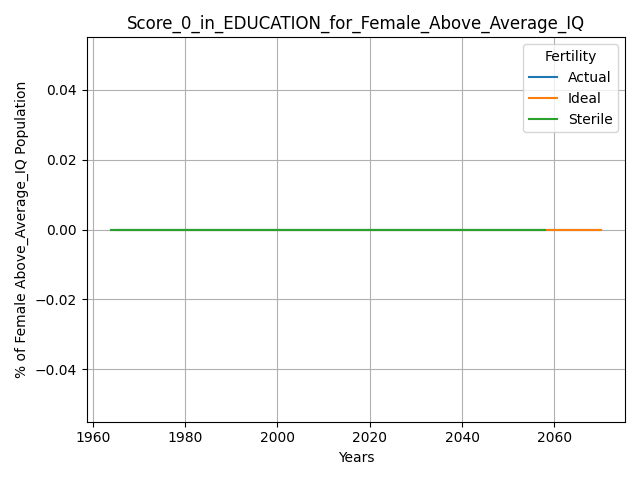 Score_0_in_EDUCATION_for_Female_Above_Average_IQ
% of Female Above_Average_IQ Population
0.04
0.02
0.00
−0.02
−0.04
Fertility
Actual
Ideal
Sterile
1960 1980 2000 2020 2040 2060
Years